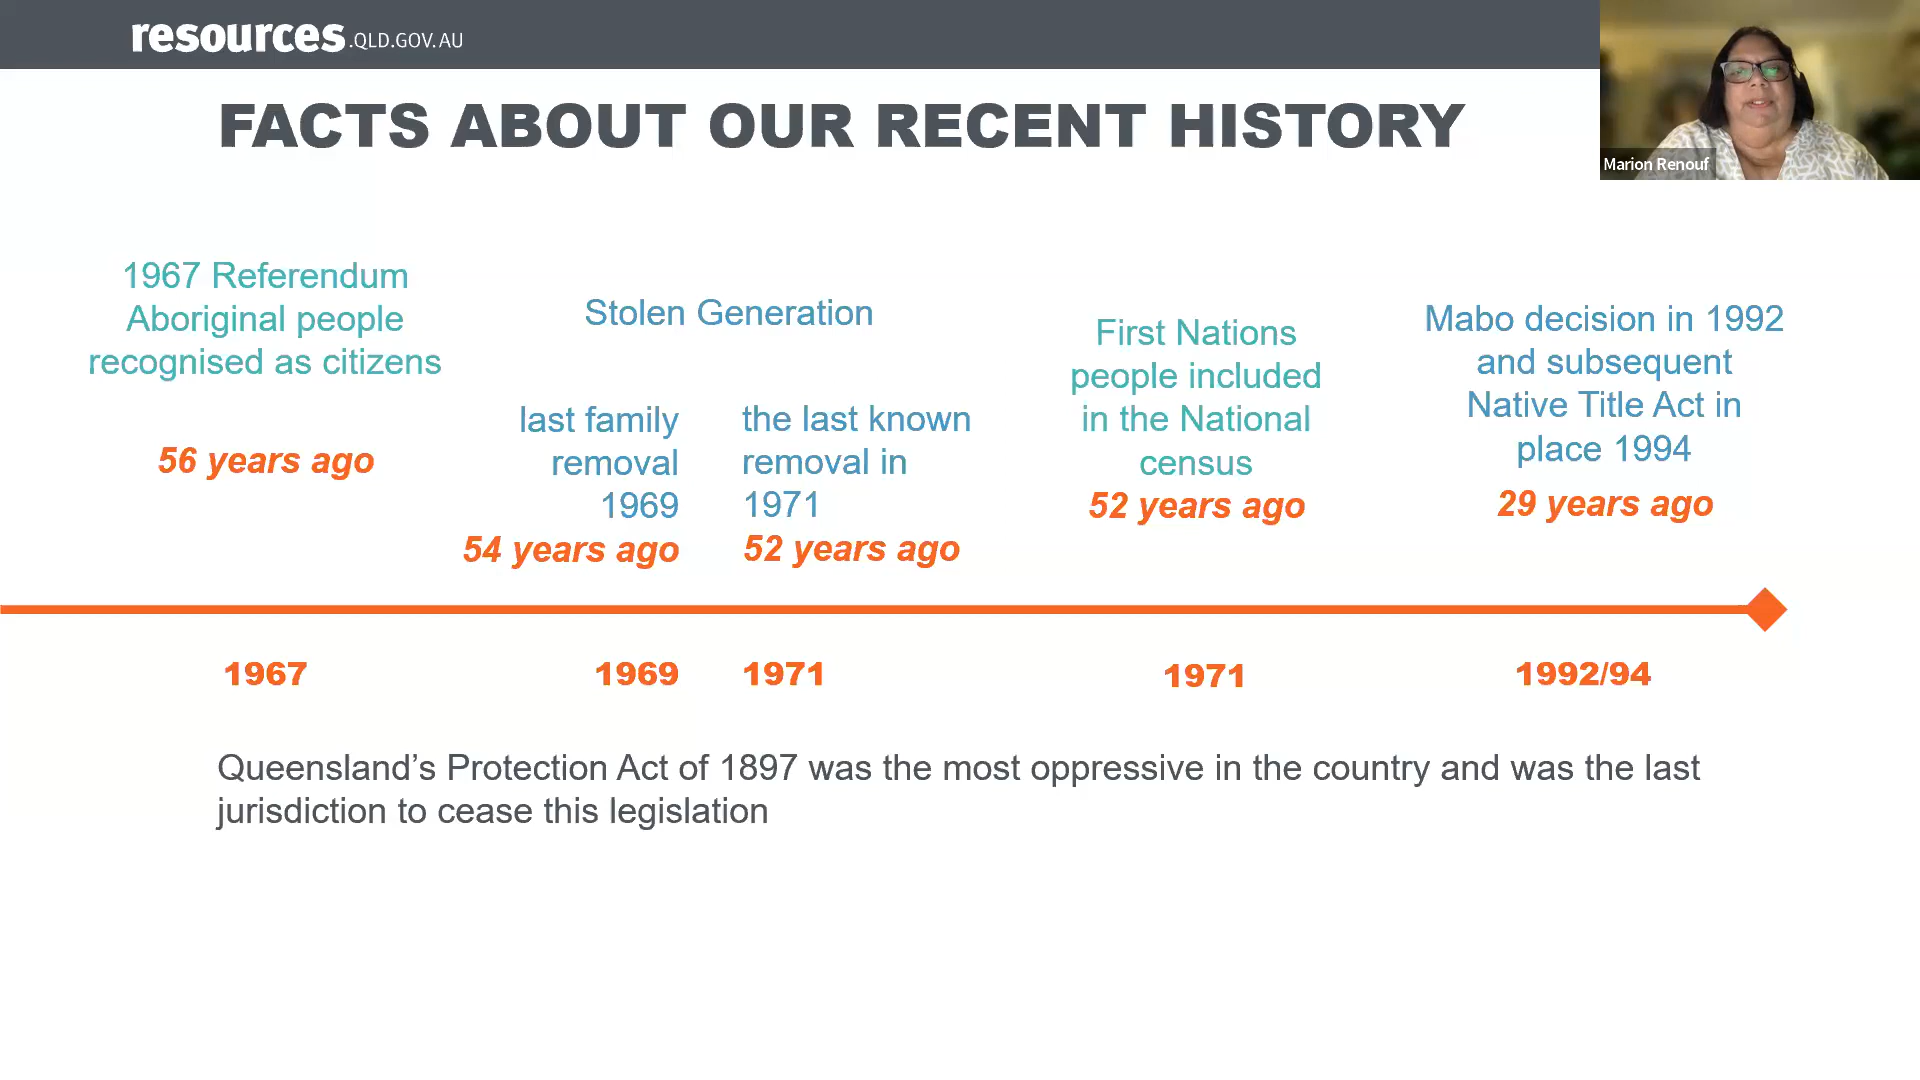 resources.QLD.GOV.AU
Marion Renouf
FACTS ABOUT OUR RECENT HISTORY
1967 Referendum
Aboriginal people
recognised as citizens
56 years ago
Stolen Generation
last family
removal
1969
54 years ago
the last known
removal in
1971
52 years ago
First Nations
people included
in the National
census
52 years ago
Mabo decision in 1992
and subsequent
Native Title Act in
place 1994
29 years ago
1967
1969
1971
1971
1992/94
Queensland’s Protection Act of 1897 was the most oppressive in the country and was the last
jurisdiction to cease this legislation